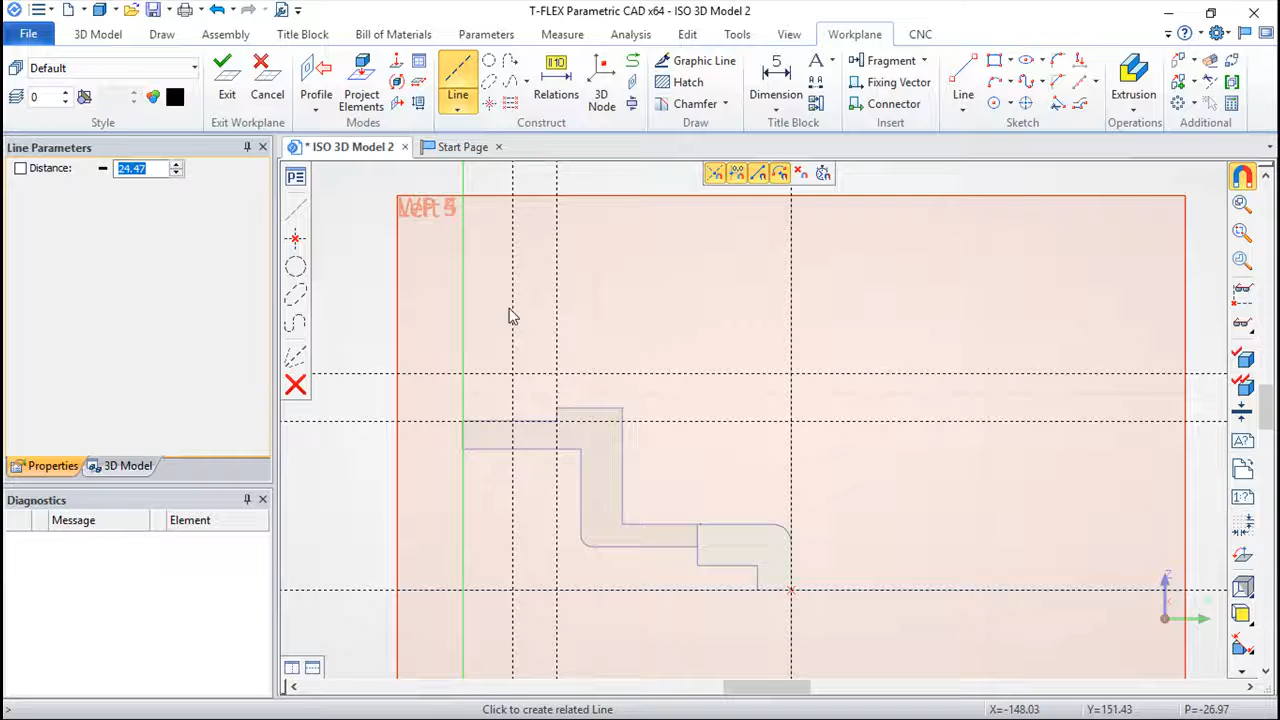 T-FLEX Parametric CAD x64 - ISO 3D Model 2
File
3D Model
Draw
Assembly
Title Block
Bill of Materials
Parameters
Measure
Analysis
Edit
Tools
View
Workplane
CNC
Default
0
Style
Exit
Cancel
Exit Workplane
Profile
Project Elements
Modes
Line
Relations
3D Node
Construct
Graphic Line
Hatch
Chamfer
Draw
Dimension
Title Block
Fragment
Fixing Vector
Connector
Insert
Line
Sketch
Extrusion
Operations
Additional
Line Parameters
* ISO 3D Model 2
Start Page
Distance:
24.47
Properties
3D Model
Diagnostics
Message
Element
Click to create related Line
X=-148.03
Y=151.43
P=-26.97